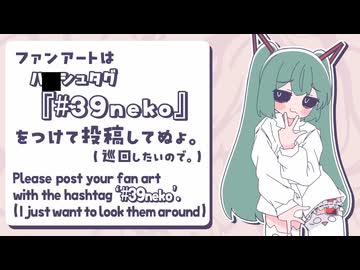 ファンアートは
ハ シュタグ
『#39neko』
をつけて投稿してぬょ。
(巡回したいので。)
Please post your fan art
with the hashtag '#39neko'.
(I just want to look them around)